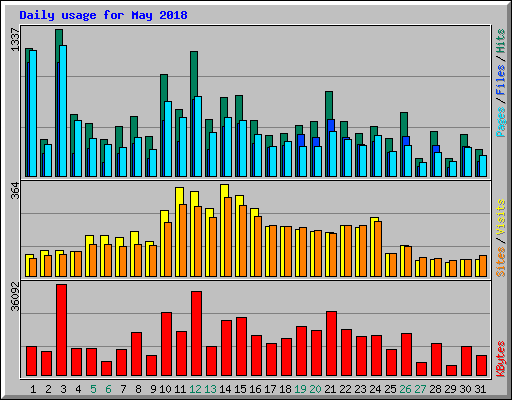 Daily usage for May 2018
1337
Pages / Files / Hits
364
Sites / Visits
36092
KBytes
1 2 3 4 5 6 7 8 9 10 11 12 13 14 15 16 17 18 19 20 21 22 23 24 25 26 27 28 29 30 31